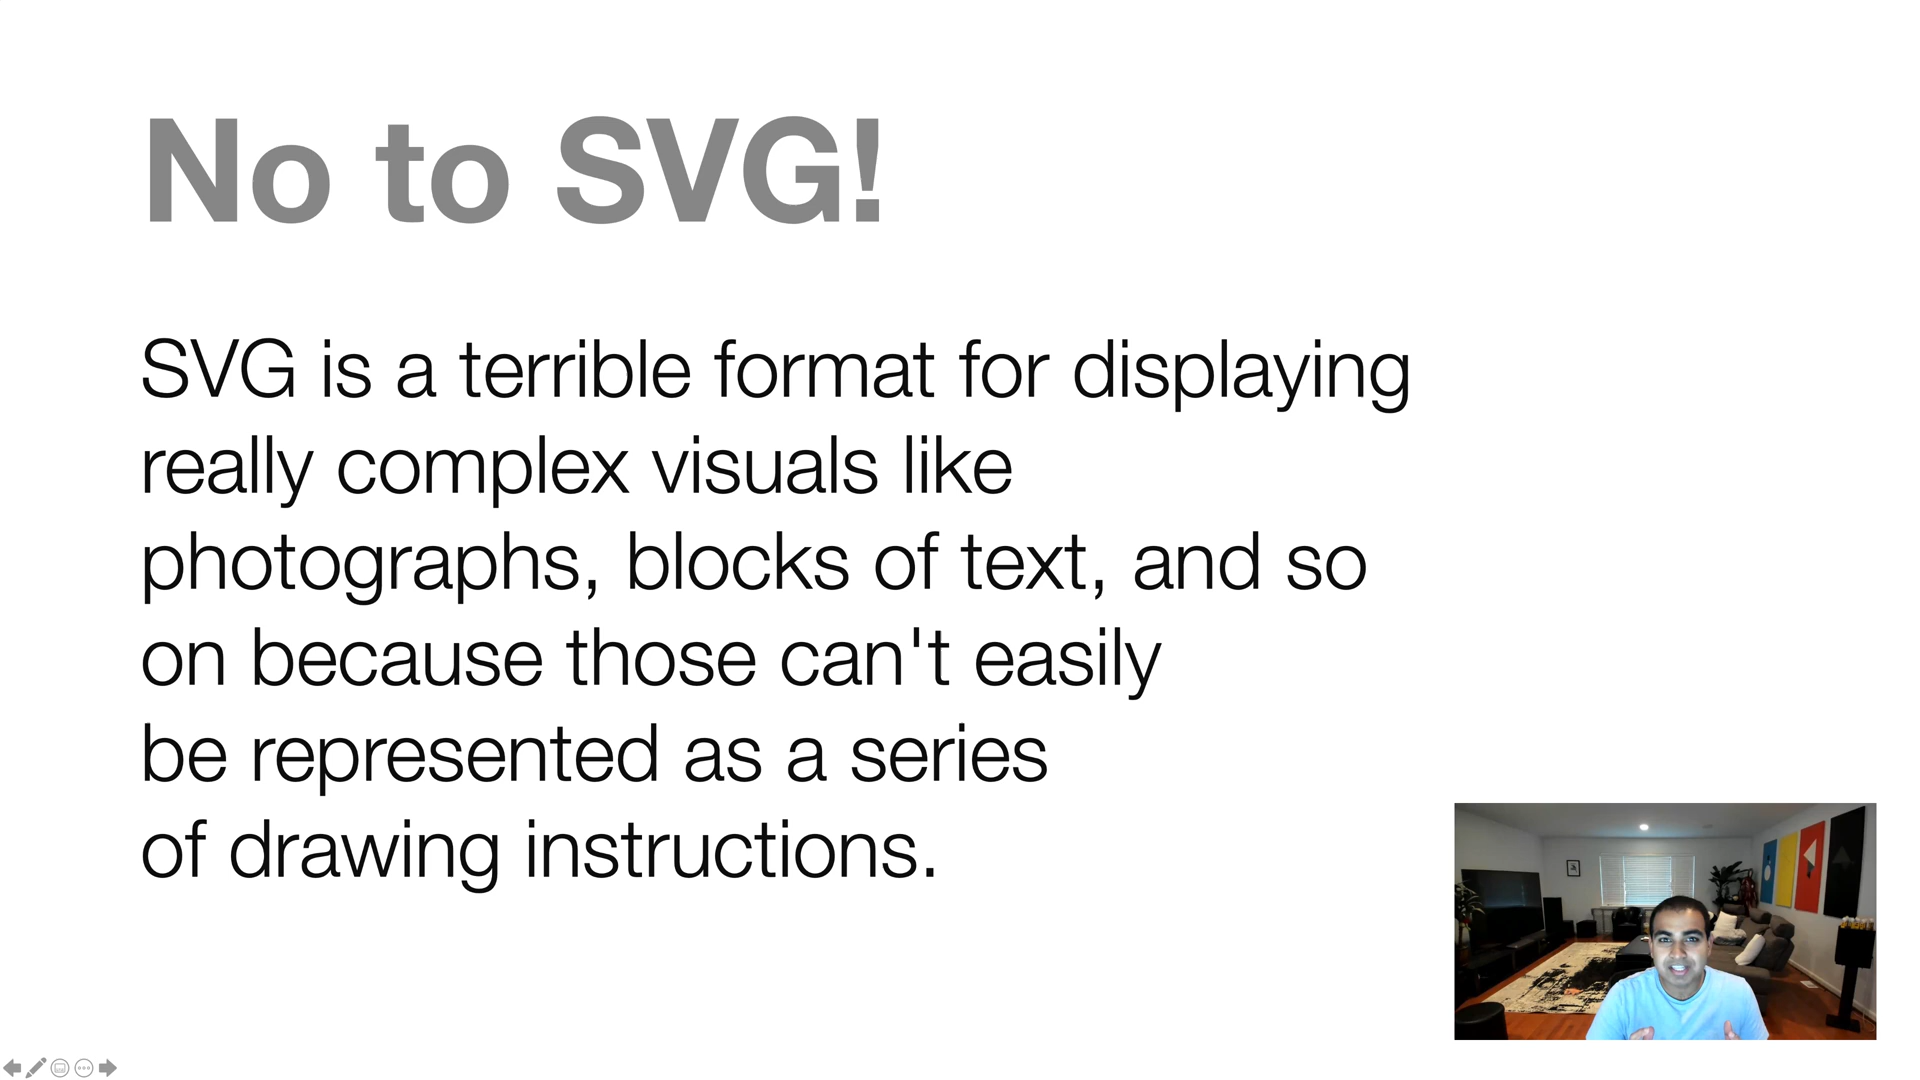 No to SVG!
SVG is a terrible format for displaying
really complex visuals like
photographs, blocks of text, and so
on because those can't easily
be represented as a series
of drawing instructions.